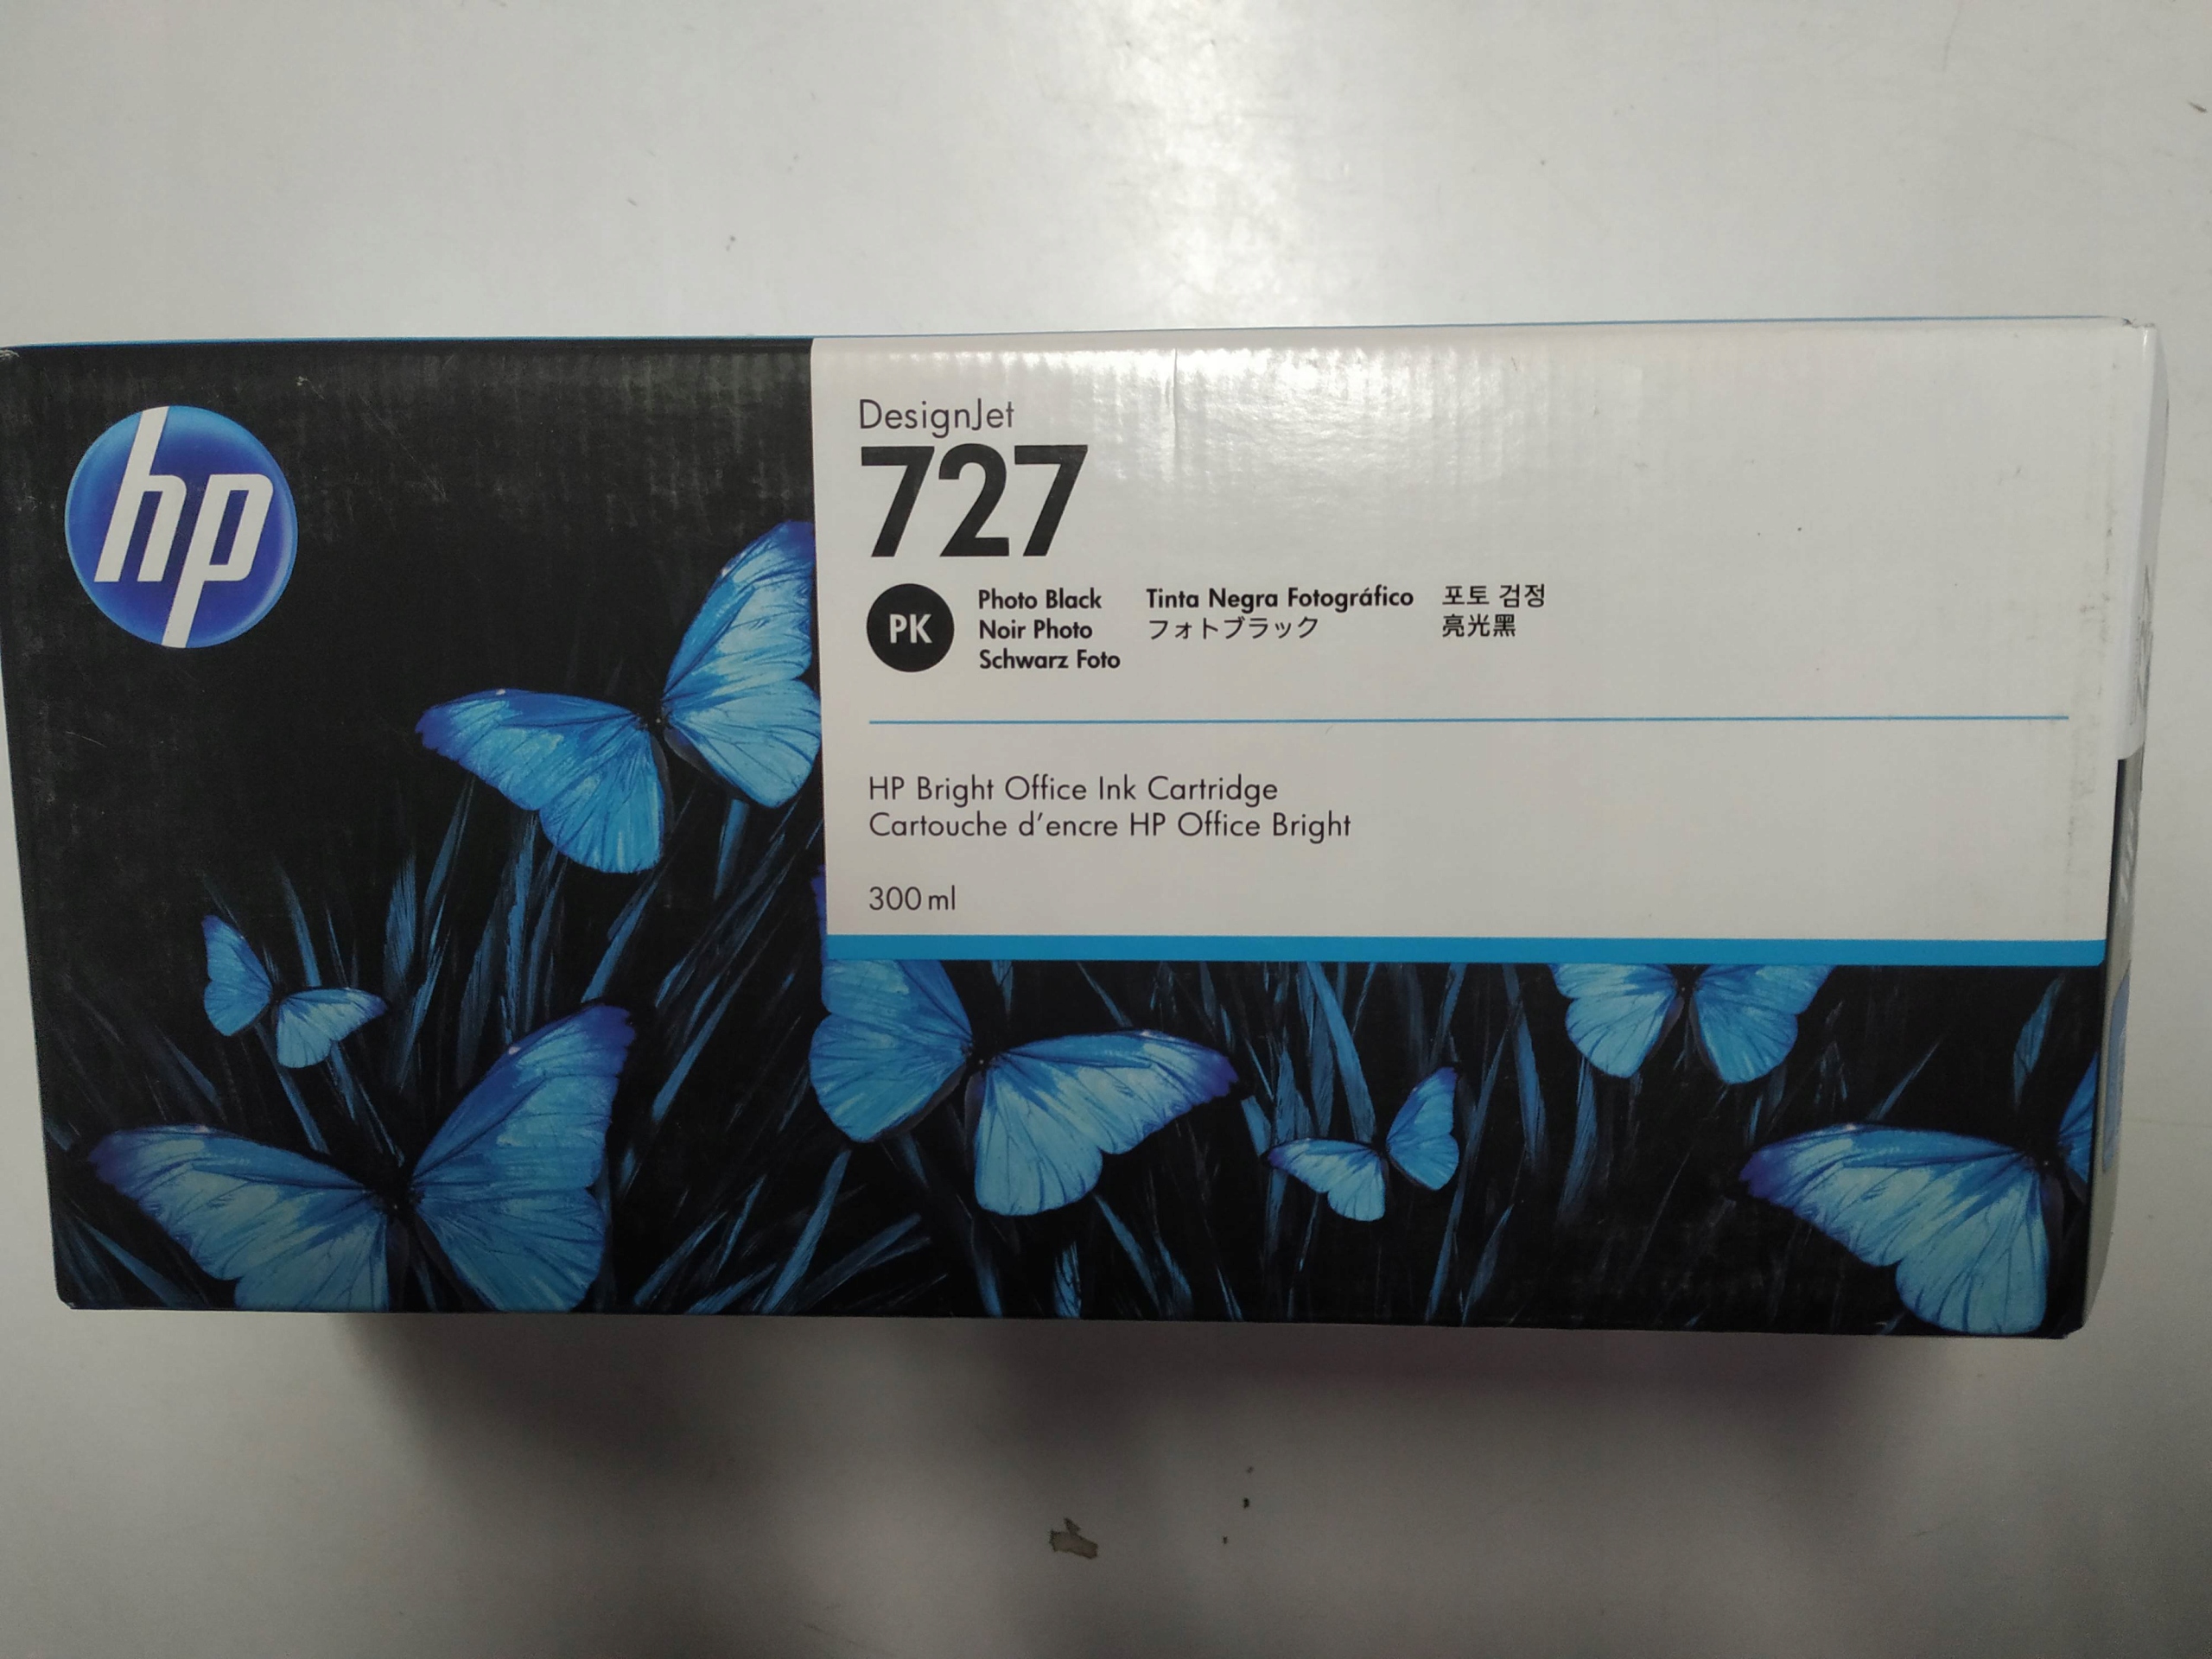 hp
DesignJet
727
PK
Photo Black
Noir Photo
Schwarz Foto
Tinta Negra Fotográfico
フォトブラック
포토 검정
亮光黑
HP Bright Office Ink Cartridge
Cartouche d'encre HP Office Bright
300 ml